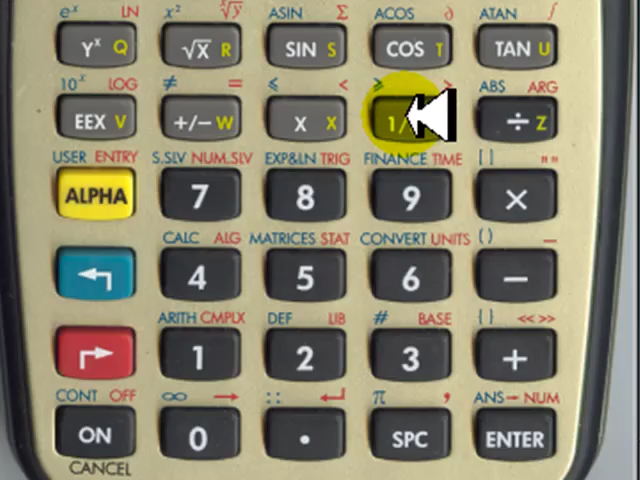 eˣ LN x² ˣ√y ASIN Σ ACOS ∂ ATAN ∫
Yˣ Q √X R SIN S COS T TAN U
10ˣ LOG ≠ = ≤ < ≥ > ABS ARG
EEX V +/− W X X 1/ ÷ Z
USER ENTRY S.SLV NUM.SLV EXP&LN TRIG FINANCE TIME [ ] " "
ALPHA 7 8 9 ×
CALC ALG MATRICES STAT CONVERT UNITS ( ) _
4 5 6 −
ARITH CMPLX DEF LIB # BASE { } « »
1 2 3 +
CONT OFF ∞ → : : ↵ π , ANS→NUM
ON 0 . SPC ENTER
CANCEL